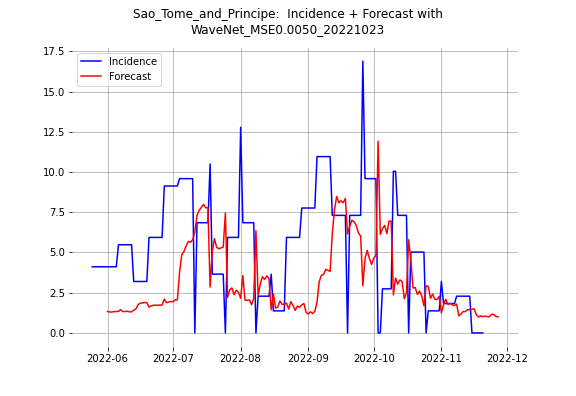 Sao_Tome_and_Principe:  Incidence + Forecast with
WaveNet_MSE0.0050_20221023
Incidence
Forecast
17.5
15.0
12.5
10.0
7.5
5.0
2.5
0.0
2022-06 2022-07 2022-08 2022-09 2022-10 2022-11 2022-12